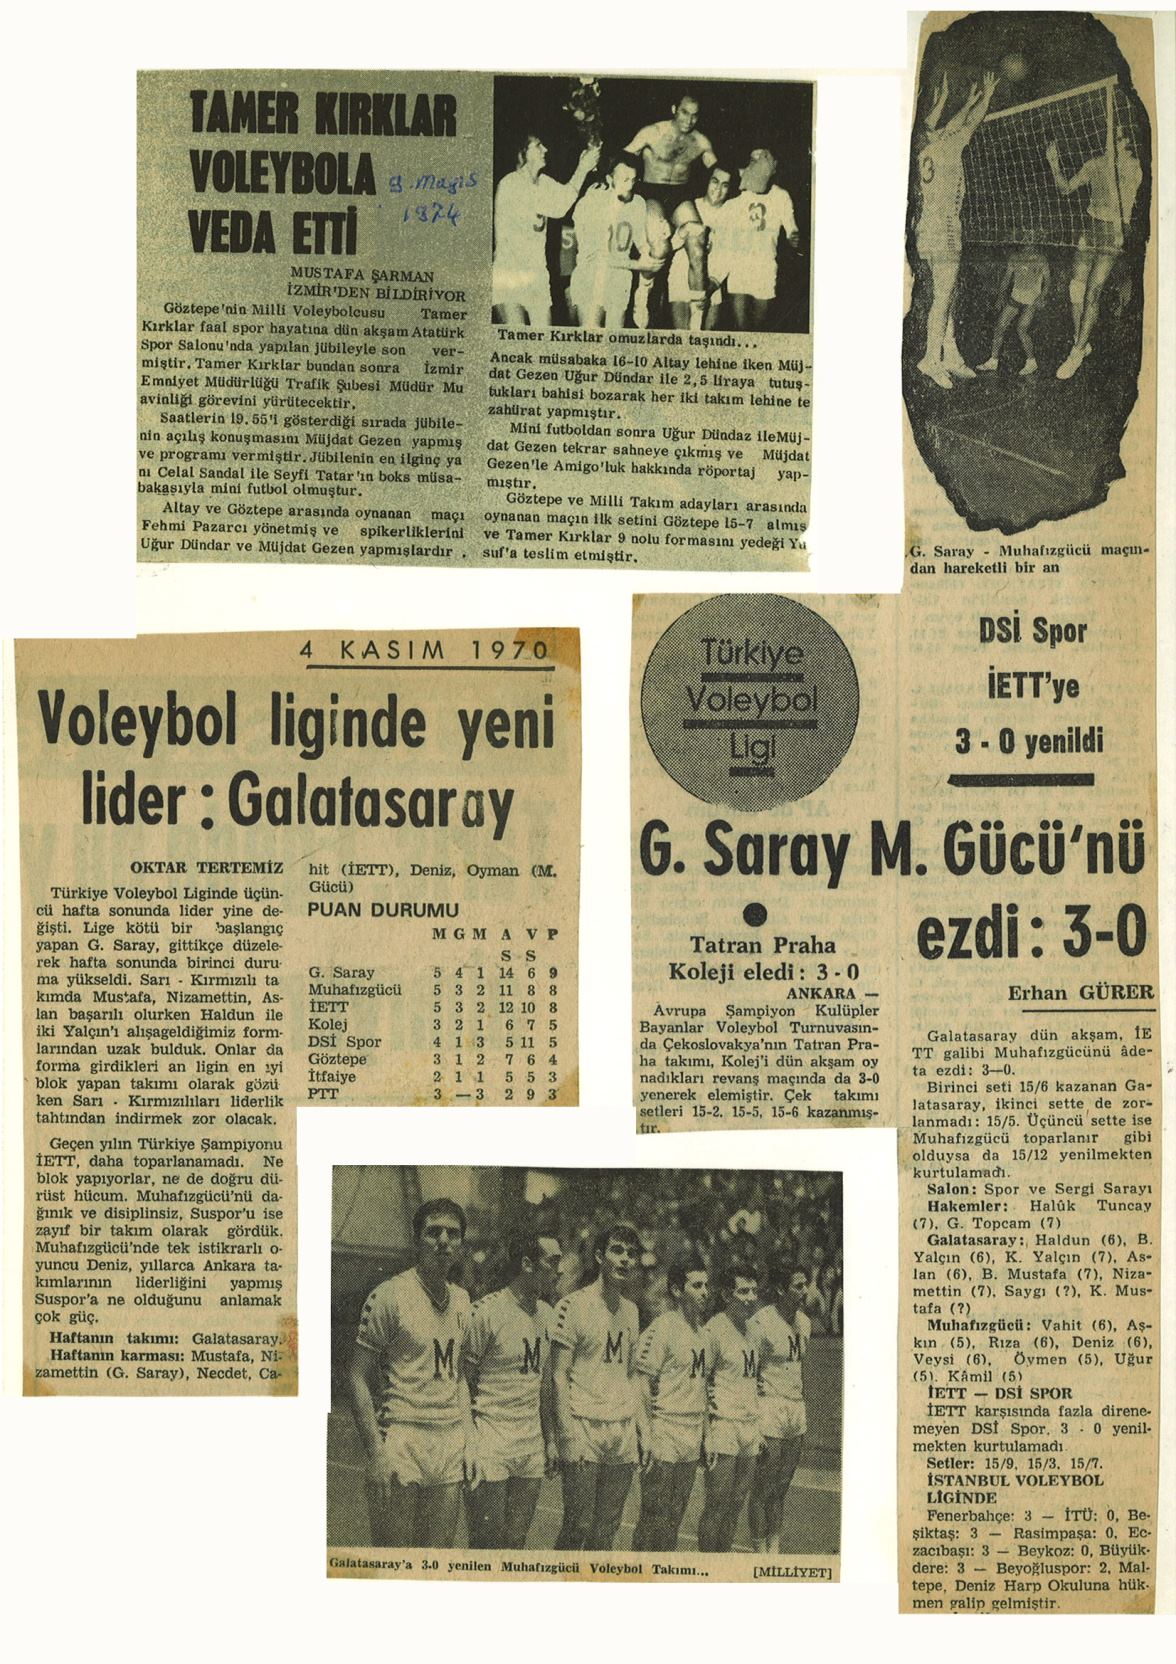 TAMER KIRKLAR
VOLEYBOLA
VEDA ETTİ
9. Mayıs
1974
MUSTAFA ŞARMAN
İZMİR'DEN BİLDİRİYOR
Göztepe'nin Milli Voleybolcusu Tamer
Kırklar faal spor hayatına dün akşam Atatürk
Spor Salonu'nda yapılan jübileyle son ver-
miştir. Tamer Kırklar bundan sonra İzmir
Emniyet Müdürlüğü Trafik Şubesi Müdür Mu
avinliği görevini yürütecektir.
Saatlerin 19.55'i gösterdiği sırada jübile-
nin açılış konuşmasını Müjdat Gezen yapmış
ve programı vermiştir. Jübilenin en ilginç ya
nı Celal Sandal ile Seyfi Tatar'ın boks müsa-
bakasıyla mini futbol olmuştur.
Altay ve Göztepe arasında oynanan maçı
Fehmi Pazarcı yönetmiş ve spikerliklerini
Uğur Dündar ve Müjdat Gezen yapmışlardır.
Tamer Kırklar omuzlarda taşındı...
Ancak müsabaka 16-10 Altay lehine iken Müj-
dat Gezen Uğur Dündar ile 2,5 liraya tutuş-
tukları bahisi bozarak her iki takım lehine te
zahürat yapmıştır.
Mini futboldan sonra Uğur Dündaz ileMüj-
dat Gezen tekrar sahneye çıkmış ve Müjdat
Gezen'le Amigo'luk hakkında röportaj yap-
mıştır.
Göztepe ve Milli Takım adayları arasında
oynanan maçın ilk setini Göztepe 15-7 almış
ve Tamer Kırklar 9 nolu formasını yedeği Yu
suf'a teslim etmiştir.
4 KASIM 1970
Voleybol liginde yeni
lider : Galatasaray
OKTAR TERTEMİZ
Türkiye Voleybol Liginde üçün-
cü hafta sonunda lider yine de-
ğişti. Lige kötü bir başlangıç
yapan G. Saray, gittikçe düzele-
rek hafta sonunda birinci duru-
ma yükseldi. Sarı - Kırmızılı ta
kımda Mustafa, Nizamettin, As-
lan başarılı olurken Haldun ile
iki Yalçın'ı alışageldiğimiz form-
larından uzak bulduk. Onlar da
forma girdikleri an ligin en iyi
blok yapan takımı olarak gözü
ken Sarı - Kırmızılıları liderlik
tahtından indirmek zor olacak.
Geçen yılın Türkiye Şampiyonu
İETT, daha toparlanamadı. Ne
blok yapıyorlar, ne de doğru dü-
rüst hücum. Muhafızgücü'nü da-
ğınık ve disiplinsiz, Suspor'u ise
zayıf bir takım olarak gördük.
Muhafızgücü'nde tek istikrarlı o-
yuncu Deniz, yıllarca Ankara ta-
kımlarının liderliğini yapmış
Suspor'a ne olduğunu anlamak
çok güç.
Haftanın takımı: Galatasaray.
Haftanın karması: Mustafa, Ni-
zamettin (G. Saray), Necdet, Ca-
hit (İETT), Deniz, Oyman (M.
Gücü)
PUAN DURUMU
M G M A V P
S S
G. Saray 5 4 1 14 6 9
Muhafızgücü 5 3 2 11 8 8
İETT 5 3 2 12 10 8
Kolej 3 2 1 6 7 5
DSİ Spor 4 1 3 5 11 5
Göztepe 3 1 2 7 6 4
İtfaiye 2 1 1 5 5 3
PTT 3 — 3 2 9 3
Türkiye
Voleybol
Ligi
G. Saray - Muhafızgücü maçın-
dan hareketli bir an
DSİ Spor
İETT'ye
3 - 0 yenildi
G. Saray M. Gücü'nü
ezdi : 3-0
Tatran Praha
Koleji eledi : 3 - 0
ANKARA —
Avrupa Şampiyon Kulüpler
Bayanlar Voleybol Turnuvasın-
da Çekoslovakya'nın Tatran Pra-
ha takımı, Kolej'i dün akşam oy
nadıkları revanş maçında da 3-0
yenerek elemiştir. Çek takımı
setleri 15-2, 15-5, 15-6 kazanmış-
tır.
Erhan GÜRER
Galatasaray dün akşam, İE
TT galibi Muhafızgücünü âde-
ta ezdi: 3—0.
Birinci seti 15/6 kazanan Ga-
latasaray, ikinci sette de zor-
lanmadı: 15/5. Üçüncü sette ise
Muhafızgücü toparlanır gibi
olduysa da 15/12 yenilmekten
kurtulamadı.
Salon: Spor ve Sergi Sarayı
Hakemler: Halûk Tuncay
(7), G. Topcam (7)
Galatasaray: Haldun (6), B.
Yalçın (6), K. Yalçın (7), As-
lan (6), B. Mustafa (7), Niza-
mettin (7), Saygı (?), K. Mus-
tafa (?)
Muhafızgücü: Vahit (6), Aş-
kın (5), Rıza (6), Deniz (6),
Veysi (6), Öymen (5), Uğur
(5), Kâmil (5)
İETT — DSİ SPOR
İETT karşısında fazla direne-
meyen DSİ Spor, 3 - 0 yenil-
mekten kurtulamadı.
Setler: 15/9, 15/3, 15/7.
İSTANBUL VOLEYBOL
LİGİNDE
Fenerbahçe: 3 — İTÜ: 0, Be-
şiktaş: 3 — Rasimpaşa: 0, Ec-
zacıbaşı: 3 — Beykoz: 0, Büyük-
dere: 3 — Beyoğluspor: 2, Mal-
tepe, Deniz Harp Okuluna hük-
men galip gelmiştir.
M
M
M
M
M
M
Galatasaray'a 3.0 yenilen Muhafızgücü Voleybol Takımı... [MİLLİYET]